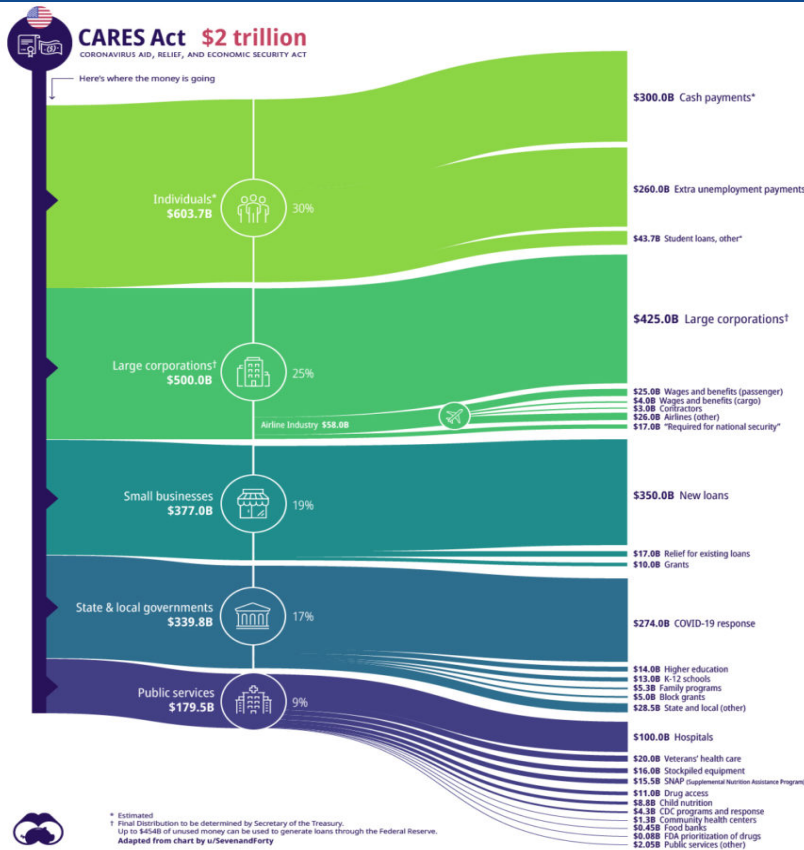 CARES Act $2 trillion
CORONAVIRUS AID, RELIEF, AND ECONOMIC SECURITY ACT
Here's where the money is going
Individuals*
$603.7B
30%
$300.0B Cash payments*
$260.0B Extra unemployment payments
$43.7B Student loans, other*
Large corporations†
$500.0B
25%
Airline Industry $58.0B
$425.0B Large corporations†
$25.0B Wages and benefits (passenger)
$4.0B Wages and benefits (cargo)
$3.0B Contractors
$26.0B Airlines (other)
$17.0B "Required for national security"
Small businesses
$377.0B
19%
$350.0B New loans
$17.0B Relief for existing loans
$10.0B Grants
State & local governments
$339.8B
17%
$274.0B COVID-19 response
$14.0B Higher education
$13.0B K-12 schools
$5.3B Family programs
$5.0B Block grants
$28.5B State and local (other)
Public services
$179.5B
9%
$100.0B Hospitals
$20.0B Veterans' health care
$16.0B Stockpiled equipment
$15.5B SNAP (Supplemental Nutrition Assistance Program)
$11.0B Drug access
$8.8B Child nutrition
$4.3B CDC programs and response
$1.3B Community health centers
$0.45B Food banks
$0.08B FDA prioritization of drugs
$2.05B Public services (other)
* Estimated
† Final Distribution to be determined by Secretary of the Treasury.
Up to $454B of unused money can be used to generate loans through the Federal Reserve.
Adapted from chart by u/SevenandForty